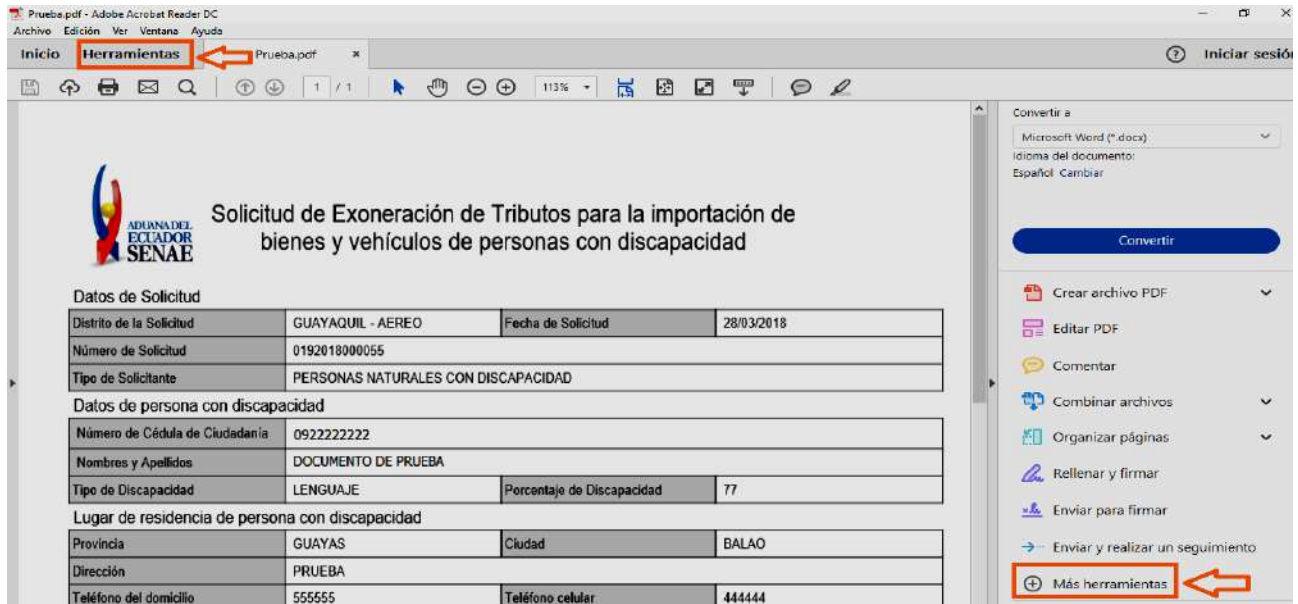 Prueba.pdf - Adobe Acrobat Reader DC
Archivo Edición Ver Ventana Ayuda
Inicio Herramientas Prueba.pdf × ? Iniciar sesión
1 / 1 113%
Convertir a
Microsoft Word (*.docx)
Idioma del documento:
Español Cambiar
Convertir
Crear archivo PDF
Editar PDF
Comentar
Combinar archivos
Organizar páginas
Rellenar y firmar
Enviar para firmar
Enviar y realizar un seguimiento
Más herramientas
ADUANA DEL
ECUADOR
SENAE
Solicitud de Exoneración de Tributos para la importación de
bienes y vehículos de personas con discapacidad
Datos de Solicitud
Distrito de la Solicitud GUAYAQUIL - AEREO Fecha de Solicitud 28/03/2018
Número de Solicitud 0192018000055
Tipo de Solicitante PERSONAS NATURALES CON DISCAPACIDAD
Datos de persona con discapacidad
Número de Cédula de Ciudadanía 0922222222
Nombres y Apellidos DOCUMENTO DE PRUEBA
Tipo de Discapacidad LENGUAJE Porcentaje de Discapacidad 77
Lugar de residencia de persona con discapacidad
Provincia GUAYAS Ciudad BALAO
Dirección PRUEBA
Teléfono del domicilio 555555 Teléfono celular 444444